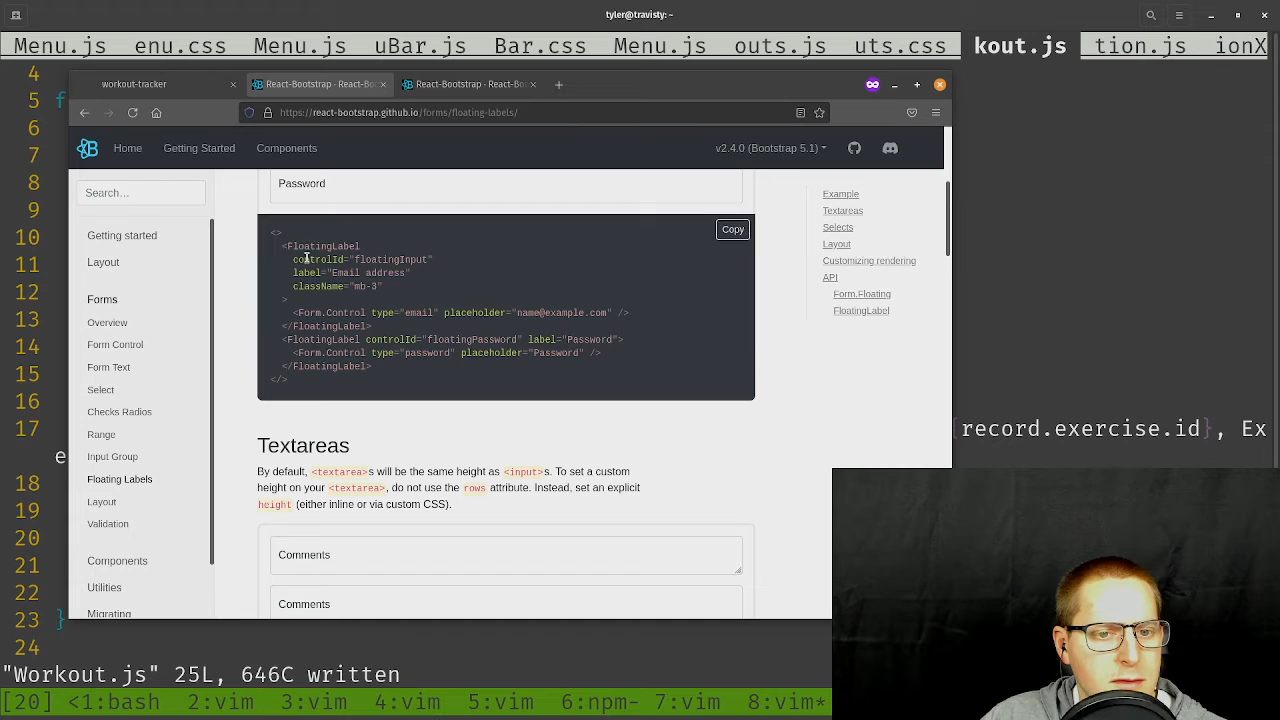 tyler@travisty: ~
Menu.js enu.css Menu.js uBar.js Bar.css Menu.js outs.js uts.css kout.js tion.js ionX
4
5 f
6
7
8
9
10
11
12
13
14
15
16
17 {record.exercise.id}, Ex
e
18
19
20
21
22
23 }
24
"Workout.js" 25L, 646C written
[20] <1:bash 2:vim 3:vim 4:vim 5:vim 6:npm- 7:vim 8:vim*
workout-tracker
React-Bootstrap · React-Bo
React-Bootstrap · React-Bo
https://react-bootstrap.github.io/forms/floating-labels/
Home Getting started Components v2.4.0 (Bootstrap 5.1)
Search…
Getting started
Layout
Forms
Overview
Form Control
Form Text
Select
Checks Radios
Range
Input Group
Floating Labels
Layout
Validation
Components
Utilities
Migrating
Password
Copy
<>
<FloatingLabel
controlId="floatingInput"
label="Email address"
className="mb-3"
>
<Form.Control type="email" placeholder="name@example.com" />
</FloatingLabel>
<FloatingLabel controlId="floatingPassword" label="Password">
<Form.Control type="password" placeholder="Password" />
</FloatingLabel>
</>
Textareas
By default, <textarea>s will be the same height as <input>s. To set a custom
height on your <textarea>, do not use the rows attribute. Instead, set an explicit
height (either inline or via custom CSS).
Comments
Comments
Example
Textareas
Selects
Layout
Customizing rendering
API
Form.Floating
FloatingLabel